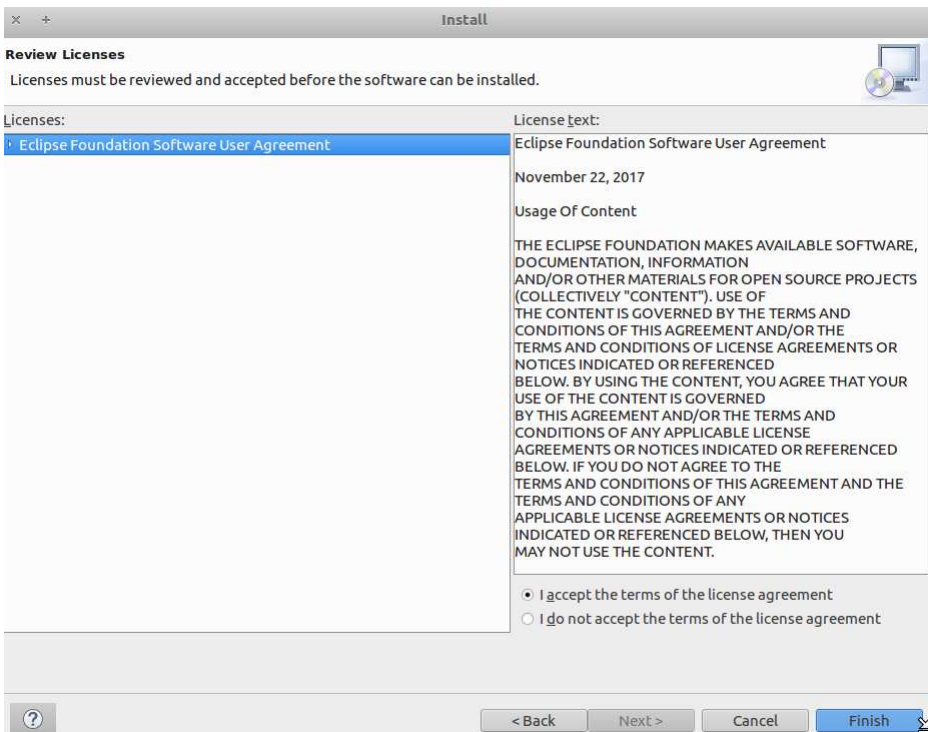 Install
Review Licenses
Licenses must be reviewed and accepted before the software can be installed.
Licenses:
Eclipse Foundation Software User Agreement
License text:
Eclipse Foundation Software User Agreement
November 22, 2017
Usage Of Content
THE ECLIPSE FOUNDATION MAKES AVAILABLE SOFTWARE,
DOCUMENTATION, INFORMATION
AND/OR OTHER MATERIALS FOR OPEN SOURCE PROJECTS
(COLLECTIVELY "CONTENT"). USE OF
THE CONTENT IS GOVERNED BY THE TERMS AND
CONDITIONS OF THIS AGREEMENT AND/OR THE
TERMS AND CONDITIONS OF LICENSE AGREEMENTS OR
NOTICES INDICATED OR REFERENCED
BELOW. BY USING THE CONTENT, YOU AGREE THAT YOUR
USE OF THE CONTENT IS GOVERNED
BY THIS AGREEMENT AND/OR THE TERMS AND
CONDITIONS OF ANY APPLICABLE LICENSE
AGREEMENTS OR NOTICES INDICATED OR REFERENCED
BELOW. IF YOU DO NOT AGREE TO THE
TERMS AND CONDITIONS OF THIS AGREEMENT AND THE
TERMS AND CONDITIONS OF ANY
APPLICABLE LICENSE AGREEMENTS OR NOTICES
INDICATED OR REFERENCED BELOW, THEN YOU
MAY NOT USE THE CONTENT.
I accept the terms of the license agreement
I do not accept the terms of the license agreement
?
< Back
Next >
Cancel
Finish